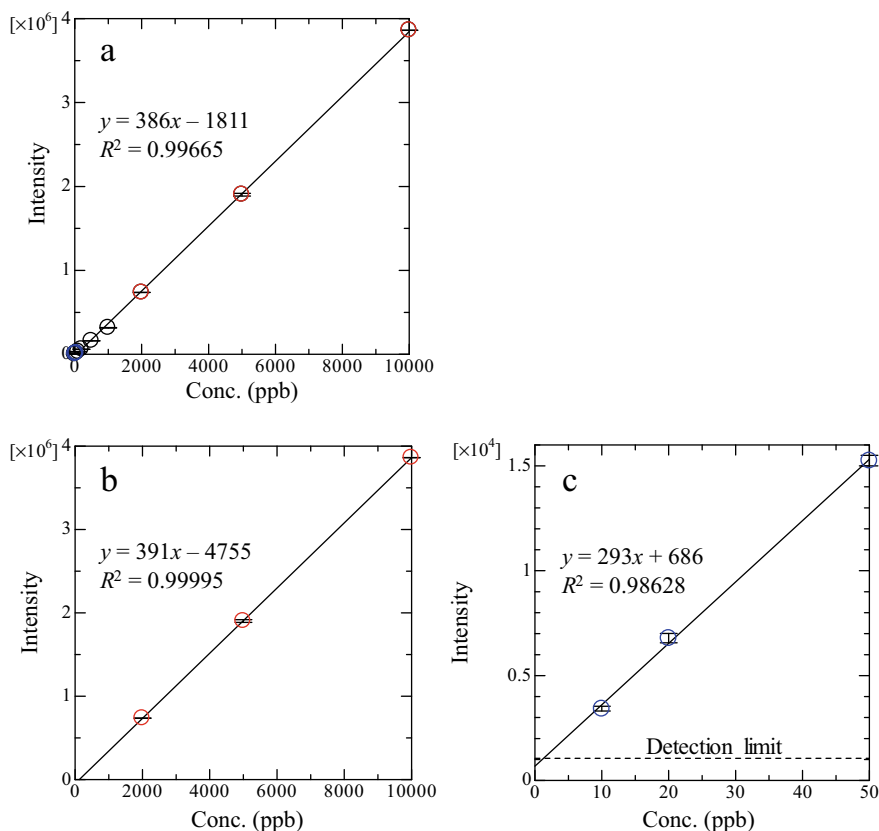 [×10⁶]
4
a
3
y = 386x – 1811
R² = 0.99665
Intensity
2
1
0
0 2000 4000 6000 8000 10000
Conc. (ppb)
[×10⁶]
4
b
3
y = 391x – 4755
R² = 0.99995
Intensity
2
1
0
0 2000 4000 6000 8000 10000
Conc. (ppb)
[×10⁴]
1.5
c
y = 293x + 686
R² = 0.98628
Intensity
1
0.5
Detection limit
0
0 10 20 30 40 50
Conc. (ppb)